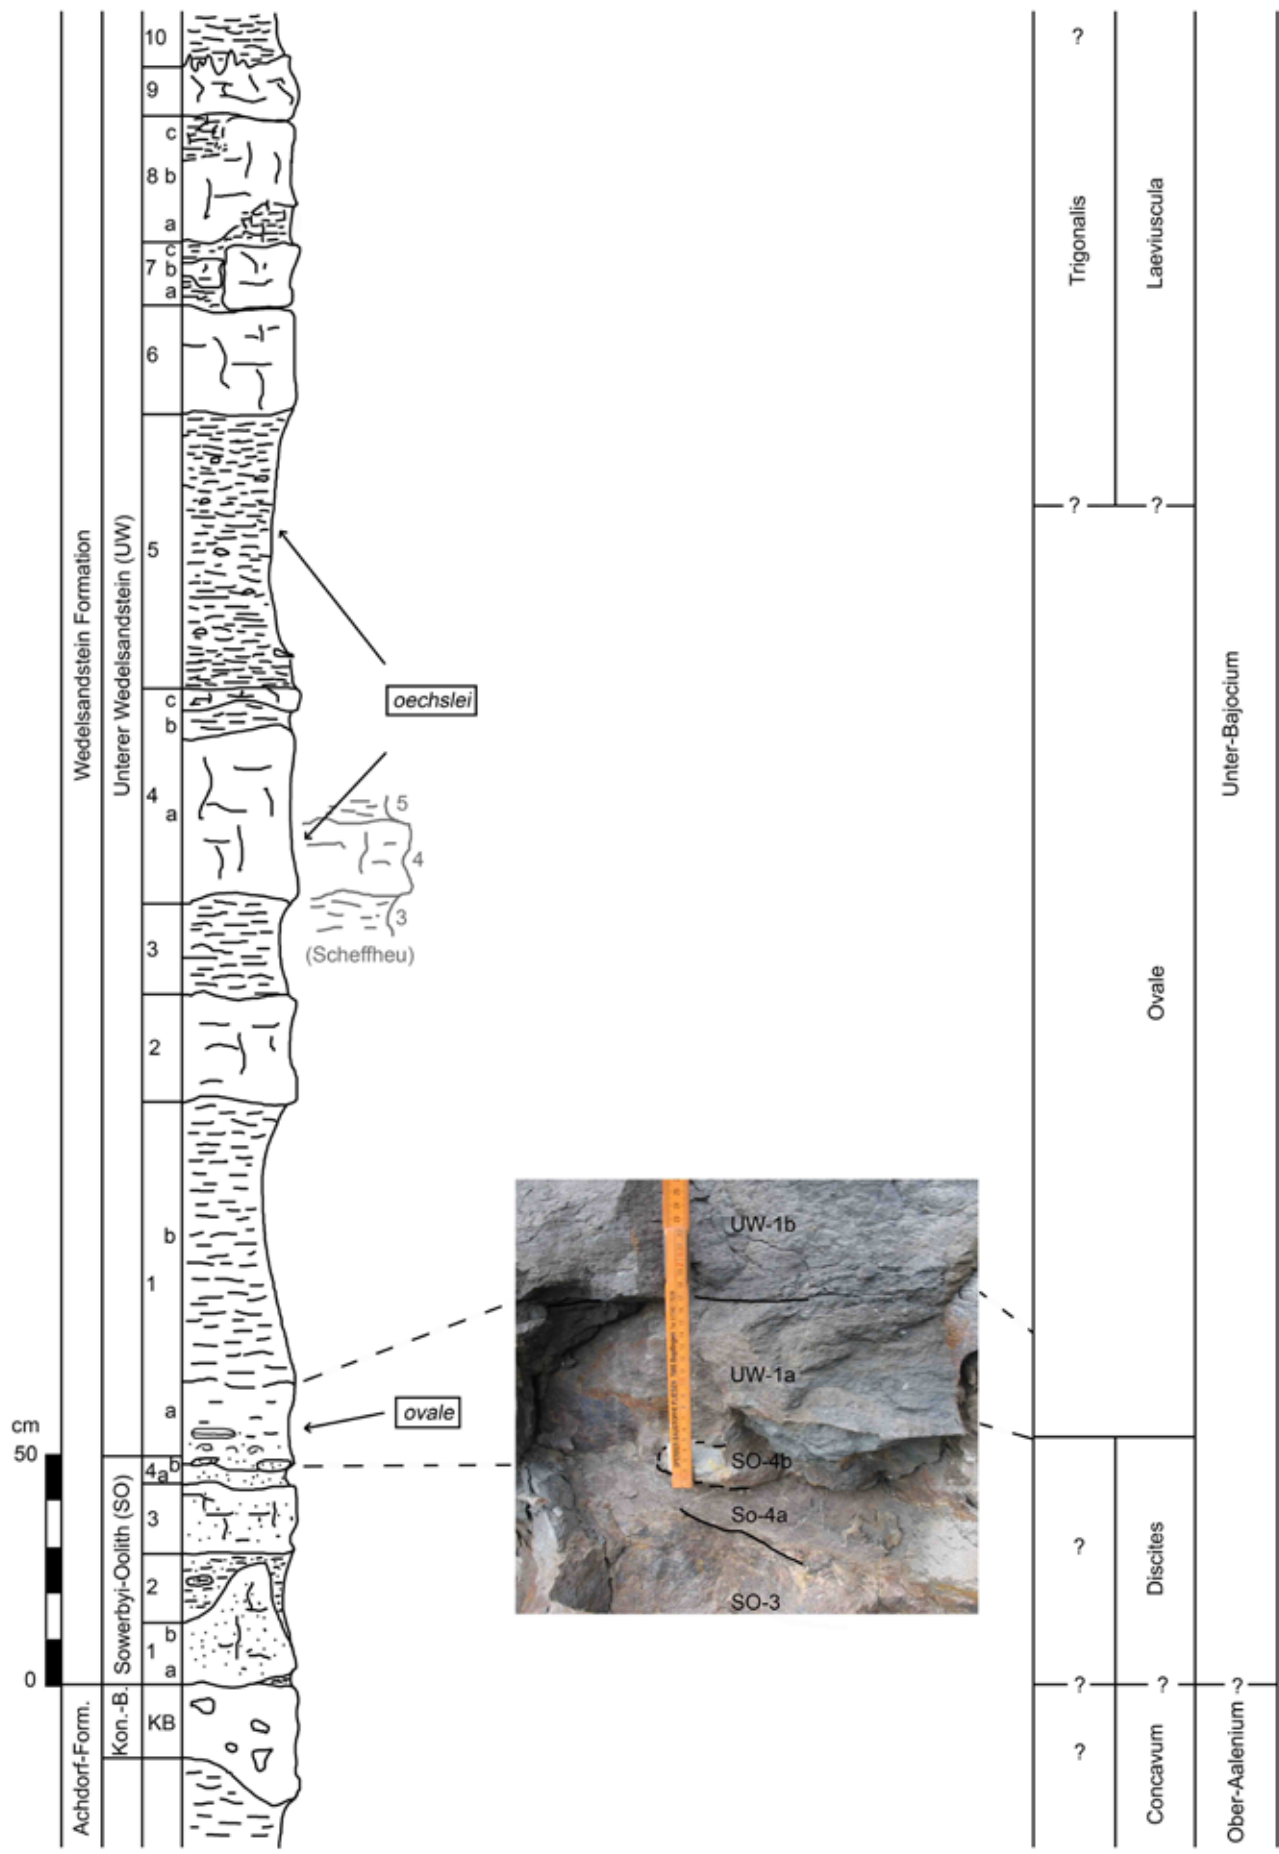 10
9
c
8 b
a
c
7 b
a
6
5
c
b
4
a
3
2
b
1
a
b
4a
3
2
b
1
a
KB
cm
50
0
Wedelsandstein Formation
Achdorf-Form.
Unterer Wedelsandstein (UW)
Sowerbyi-Oolith (SO)
Kon.-B.
oechslei
5
4
3
(Scheffheu)
ovale
UW-1b
UW-1a
SO-4b
So-4a
SO-3
?
Trigonalis
?
?
?
?
Laeviuscula
?
Ovale
Discites
?
Concavum
Unter-Bajocium
?
Ober-Aalenium